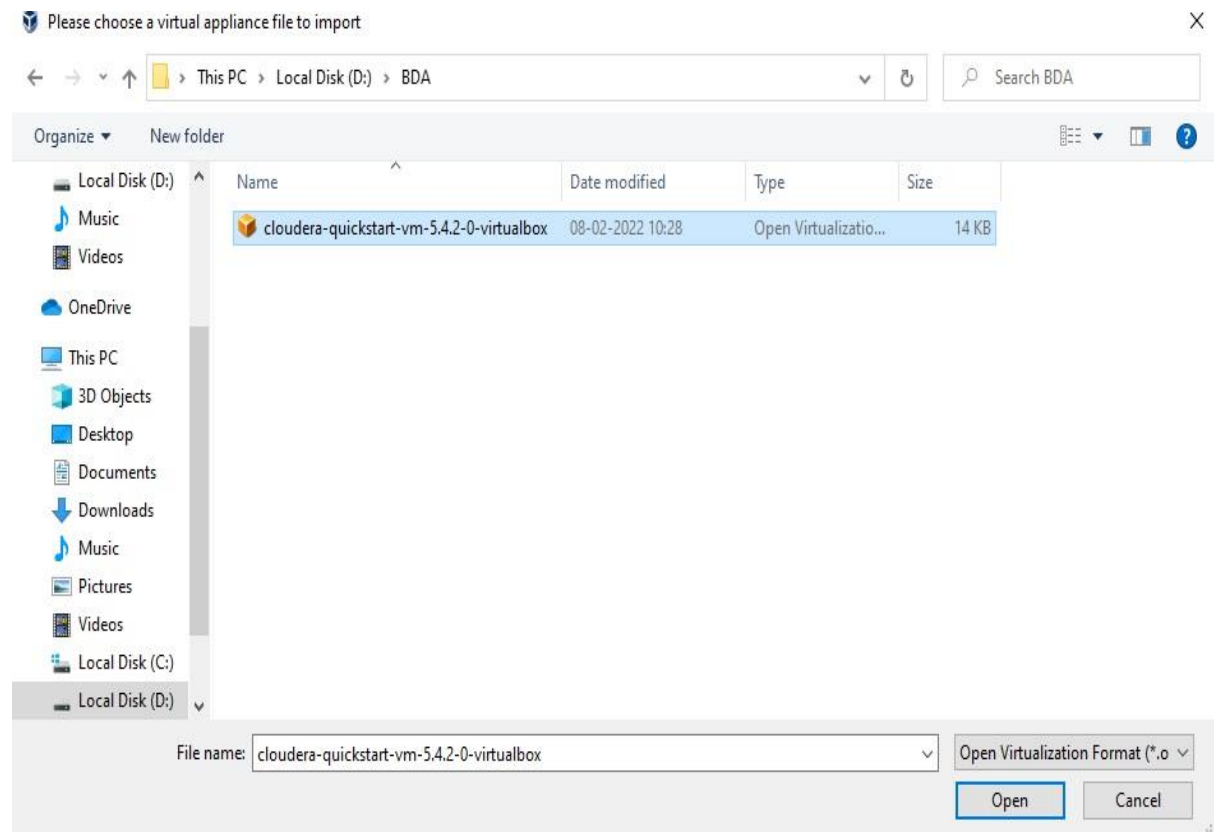 Please choose a virtual appliance file to import
This PC > Local Disk (D:) > BDA
Search BDA
Organize
New folder
Name
Date modified
Type
Size
cloudera-quickstart-vm-5.4.2-0-virtualbox
08-02-2022 10:28
Open Virtualizatio...
14 KB
Local Disk (D:)
Music
Videos
OneDrive
This PC
3D Objects
Desktop
Documents
Downloads
Music
Pictures
Videos
Local Disk (C:)
Local Disk (D:)
File name: cloudera-quickstart-vm-5.4.2-0-virtualbox
Open Virtualization Format (*.o
Open
Cancel